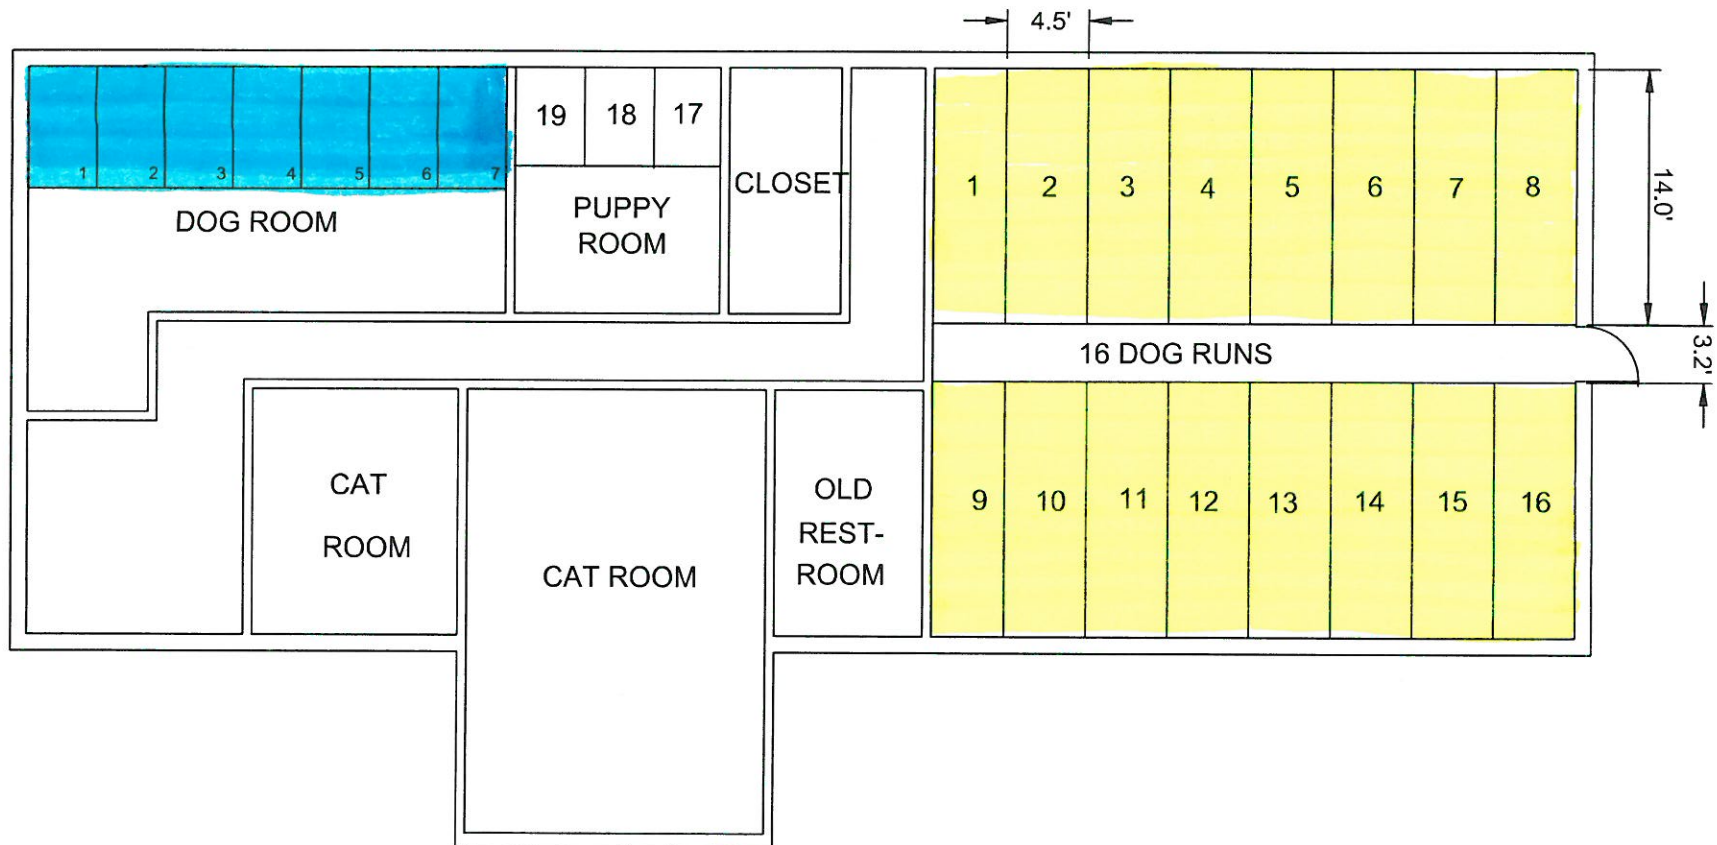 4.5'
19 18 17
CLOSET
1 2 3 4 5 6 7 8
14.0'
1 2 3 4 5 6 7
DOG ROOM
PUPPY
ROOM
16 DOG RUNS
3.2'
CAT
ROOM
CAT ROOM
OLD
REST-
ROOM
9 10 11 12 13 14 15 16